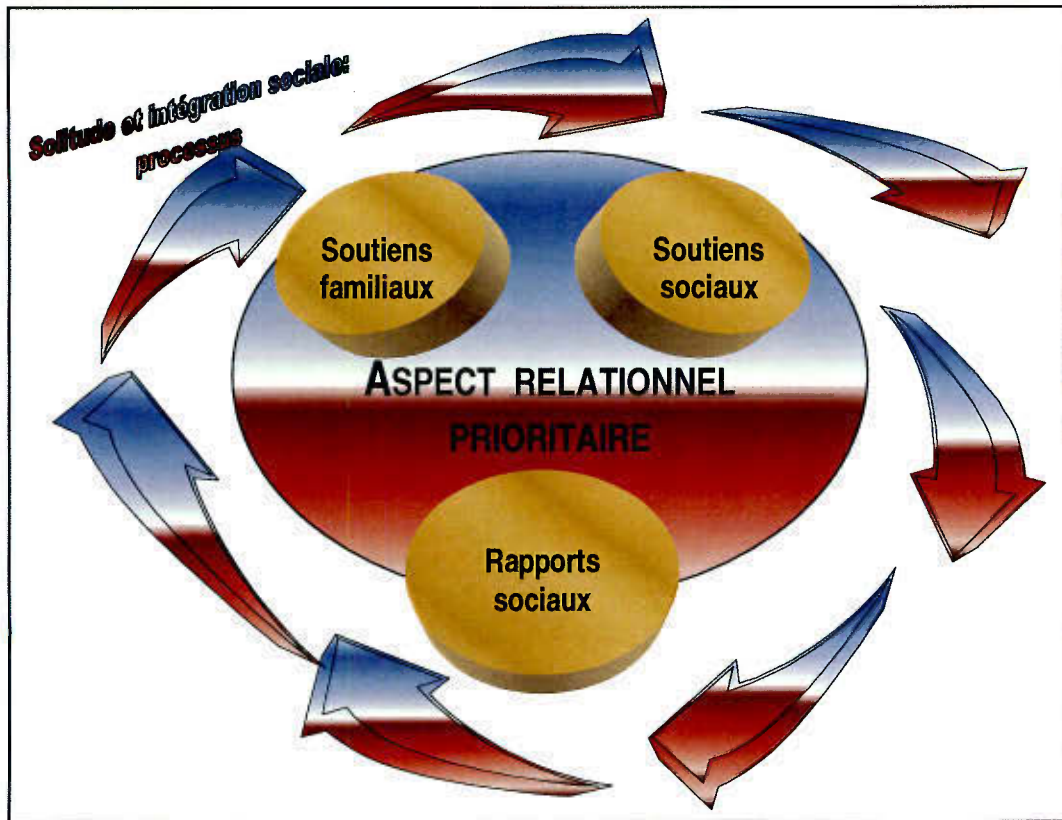 Solitude et intégration sociale:
processus
Soutiens
familiaux
Soutiens
sociaux
ASPECT RELATIONNEL
PRIORITAIRE
Rapports
sociaux